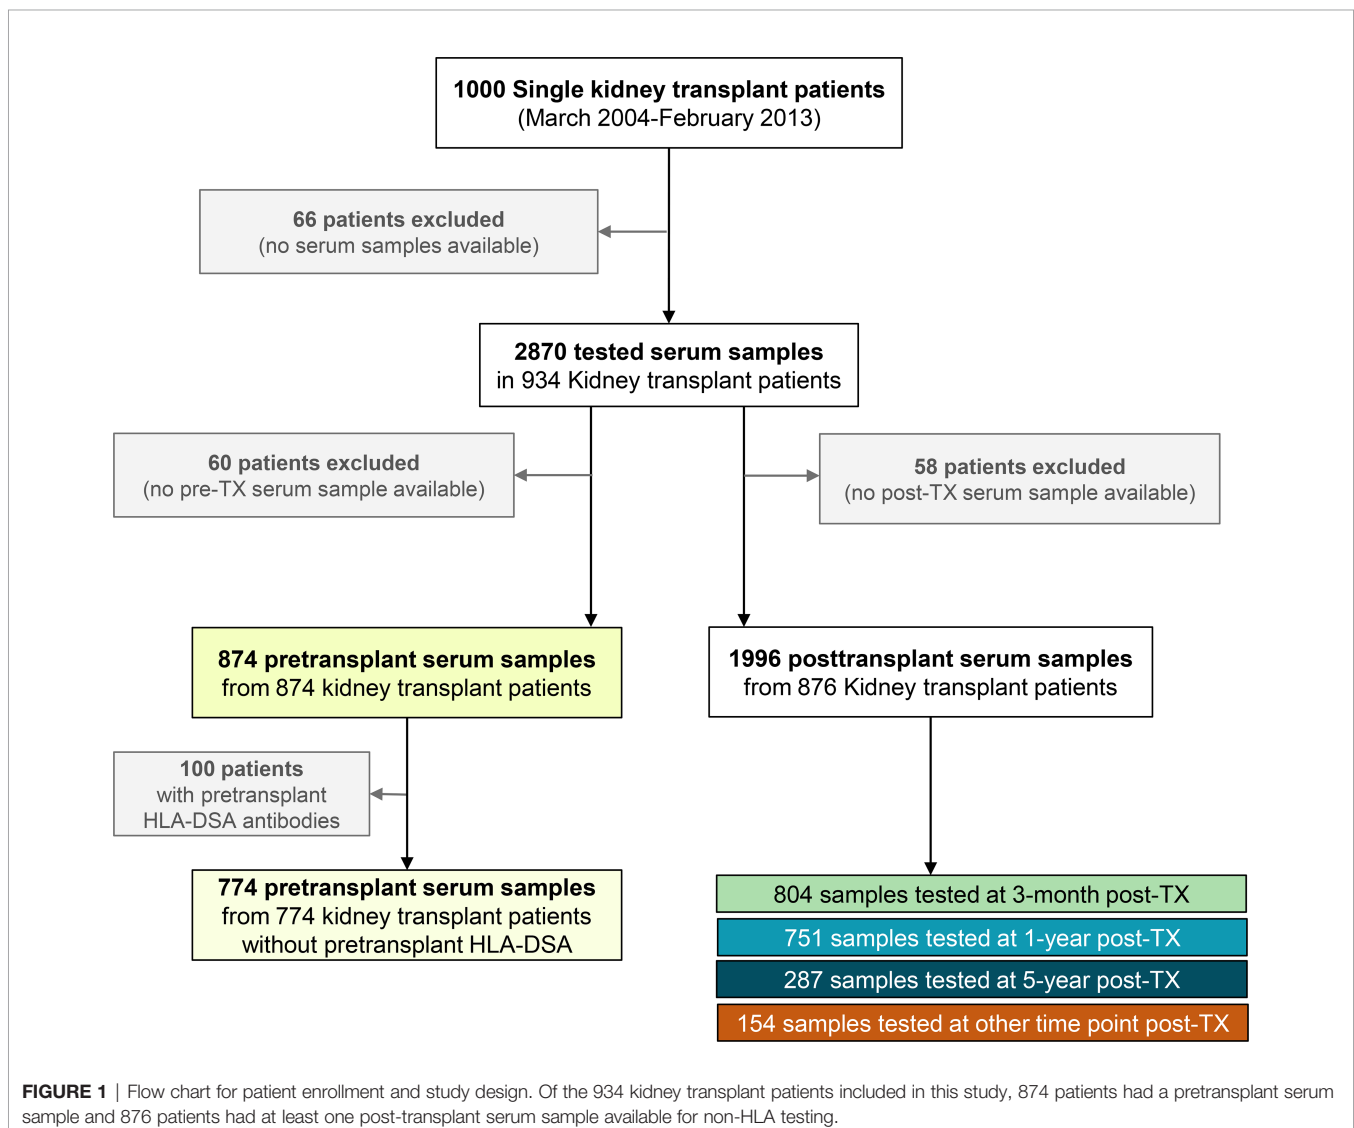 1000 Single kidney transplant patients
(March 2004-February 2013)
66 patients excluded
(no serum samples available)
2870 tested serum samples
in 934 Kidney transplant patients
60 patients excluded
(no pre-TX serum sample available)
58 patients excluded
(no post-TX serum sample available)
874 pretransplant serum samples
from 874 kidney transplant patients
1996 posttransplant serum samples
from 876 Kidney transplant patients
100 patients
with pretransplant
HLA-DSA antibodies
774 pretransplant serum samples
from 774 kidney transplant patients
without pretransplant HLA-DSA
804 samples tested at 3-month post-TX
751 samples tested at 1-year post-TX
287 samples tested at 5-year post-TX
154 samples tested at other time point post-TX
FIGURE 1 | Flow chart for patient enrollment and study design. Of the 934 kidney transplant patients included in this study, 874 patients had a pretransplant serum
sample and 876 patients had at least one post-transplant serum sample available for non-HLA testing.